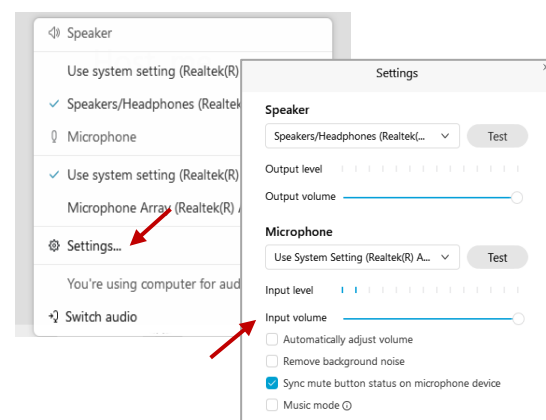 Speaker
Use system setting (Realtek(R)
Speakers/Headphones (Realtek
Microphone
Use system setting (Realtek(R)
Microphone Array (Realtek(R)
Settings...
You're using computer for aud
Switch audio
Settings
Speaker
Speakers/Headphones (Realtek(...
Test
Output level
Output volume
Microphone
Use System Setting (Realtek(R) A...
Test
Input level
Input volume
Automatically adjust volume
Remove background noise
Sync mute button status on microphone device
Music mode